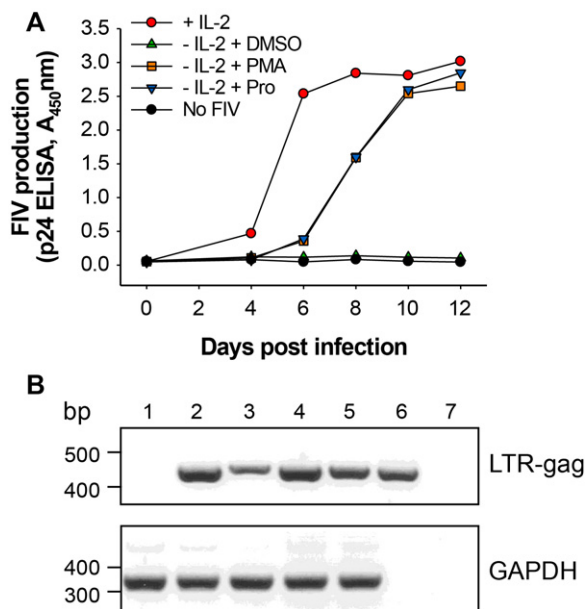 A
+ IL-2
- IL-2 + DMSO
- IL-2 + PMA
- IL-2 + Pro
No FIV
FIV production
(p24 ELISA, A450nm)
3.5
3.0
2.5
2.0
1.5
1.0
0.5
0.0
0 2 4 6 8 10 12
Days post infection
B
bp 1 2 3 4 5 6 7
500
400
LTR-gag
400
300
GAPDH